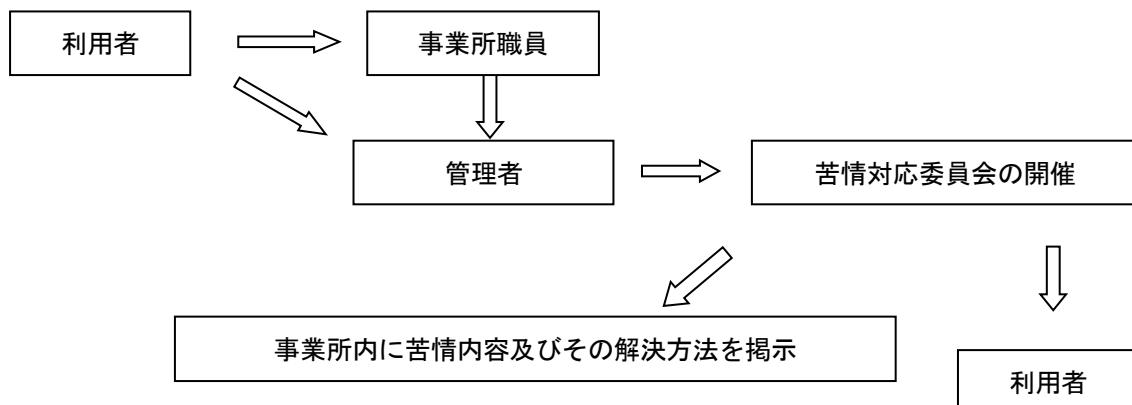 利用者
事業所職員
管理者
苦情対応委員会の開催
事業所内に苦情内容及びその解決方法を掲示
利用者